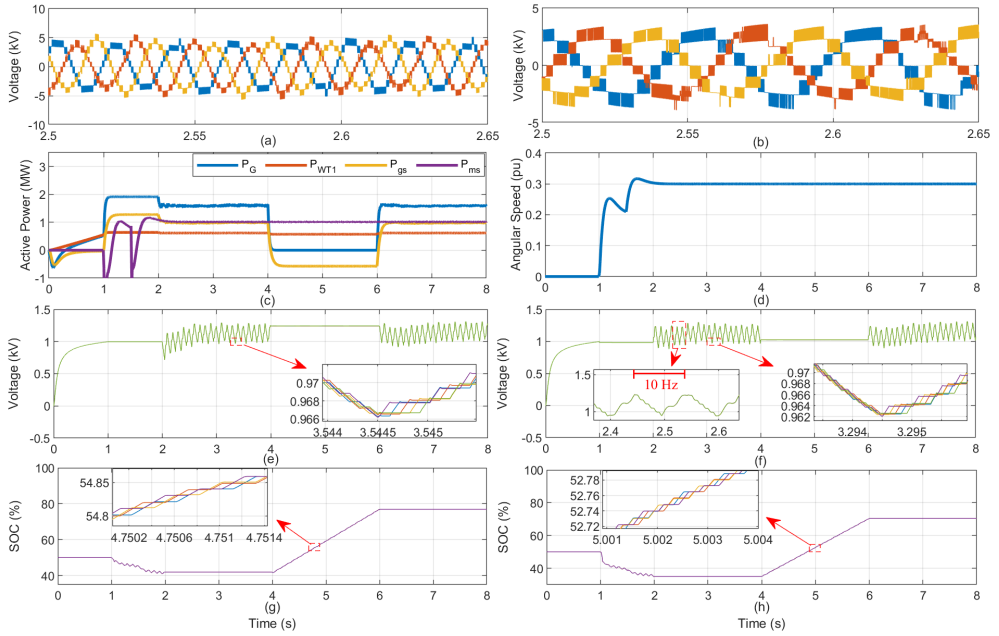 10
5
0
-5
-10
Voltage (kV)
2.5 2.55 2.6 2.65
(a)
5
0
-5
Voltage (kV)
2.5 2.55 2.6 2.65
(b)
3
2
1
0
-1
Active Power (MW)
P_G P_WT1 P_gs P_ms
0 1 2 3 4 5 6 7 8
(c)
0.4
0.3
0.2
0.1
0
Angular Speed (pu)
0 1 2 3 4 5 6 7 8
(d)
1.5
1
0.5
0
-0.5
Voltage (kV)
0.97
0.968
0.966
3.544 3.5445 3.545
0 1 2 3 4 5 6 7 8
(e)
1.5
1
0.5
0
-0.5
Voltage (kV)
1.5
1
10 Hz
2.4 2.5 2.6
0.97
0.968
0.966
0.964
0.962
3.294 3.295
0 1 2 3 4 5 6 7 8
(f)
100
80
60
40
SOC (%)
54.85
54.8
4.7502 4.7506 4.751 4.7514
0 1 2 3 4 5 6 7 8
(g)
Time (s)
100
80
60
40
SOC (%)
52.78
52.76
52.74
52.72
5.001 5.002 5.003 5.004
0 1 2 3 4 5 6 7 8
(h)
Time (s)